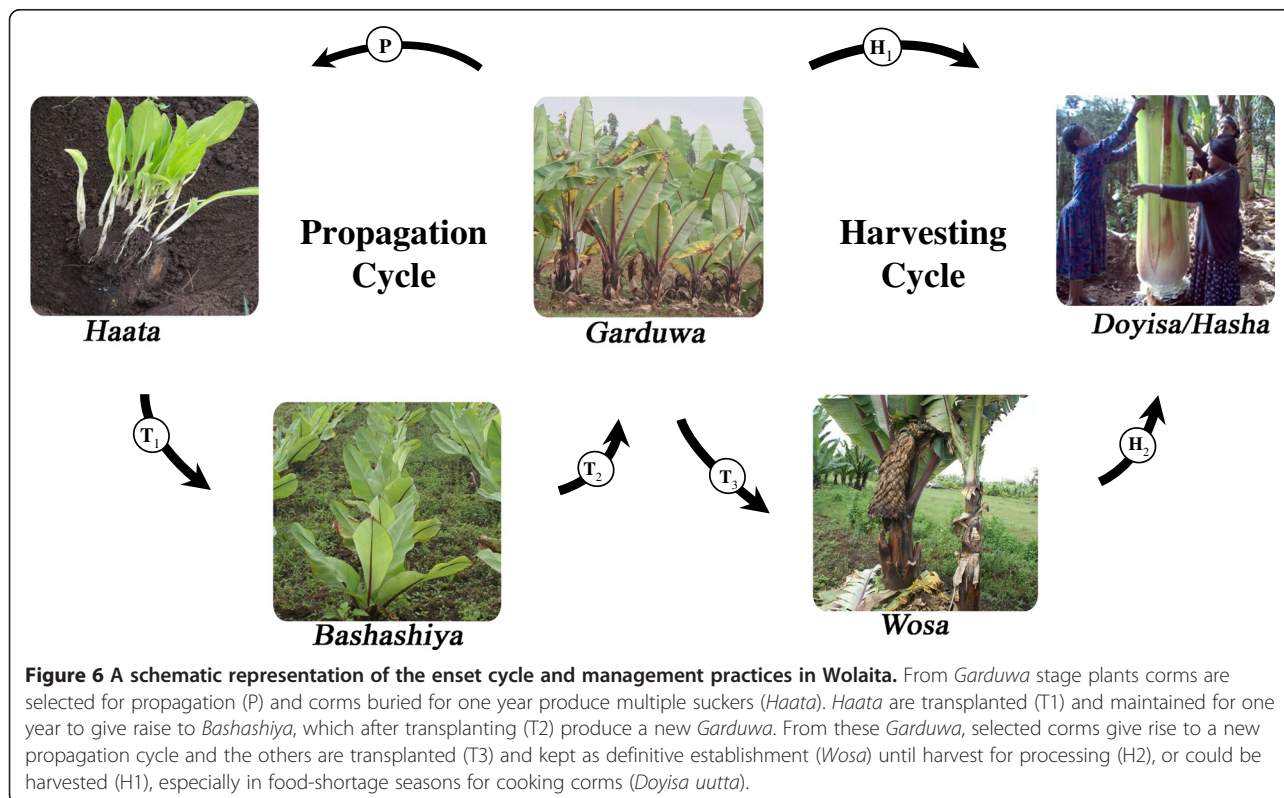 P
H1
Propagation
Cycle
Harvesting
Cycle
Haata
Garduwa
Doyisa/Hasha
T1
T2
T3
H2
Bashashiya
Wosa
Figure 6 A schematic representation of the enset cycle and management practices in Wolaita. From Garduwa stage plants corms are
selected for propagation (P) and corms buried for one year produce multiple suckers (Haata). Haata are transplanted (T1) and maintained for one
year to give raise to Bashashiya, which after transplanting (T2) produce a new Garduwa. From these Garduwa, selected corms give rise to a new
propagation cycle and the others are transplanted (T3) and kept as definitive establishment (Wosa) until harvest for processing (H2), or could be
harvested (H1), especially in food-shortage seasons for cooking corms (Doyisa uutta).